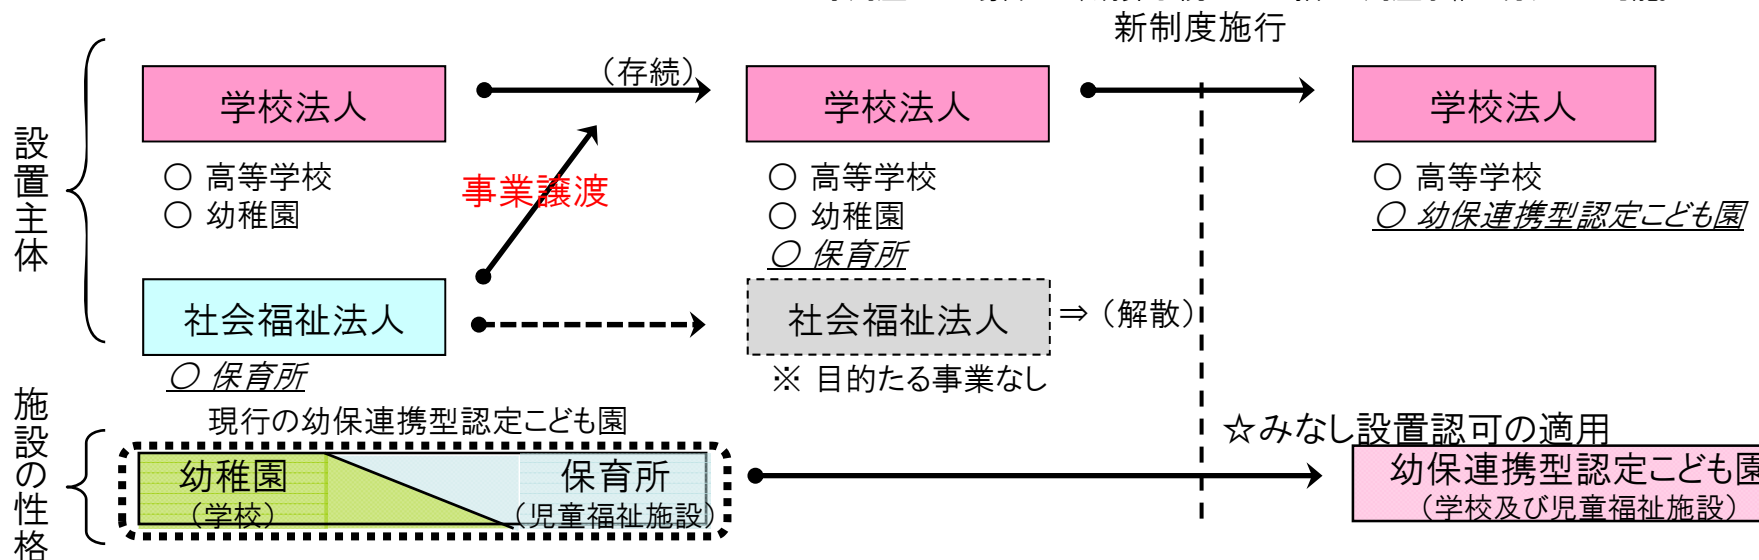 新制度施行
設置主体
学校法人
（存続）
学校法人
学校法人
○ 高等学校
○ 幼稚園
事業譲渡
○ 高等学校
○ 幼稚園
○ 保育所
○ 高等学校
○ 幼保連携型認定こども園
社会福祉法人
社会福祉法人
⇒（解散）
○ 保育所
※ 目的たる事業なし
施設の性格
現行の幼保連携型認定こども園
☆みなし設置認可の適用
幼稚園
（学校）
保育所
（児童福祉施設）
幼保連携型認定こども園
（学校及び児童福祉施設）